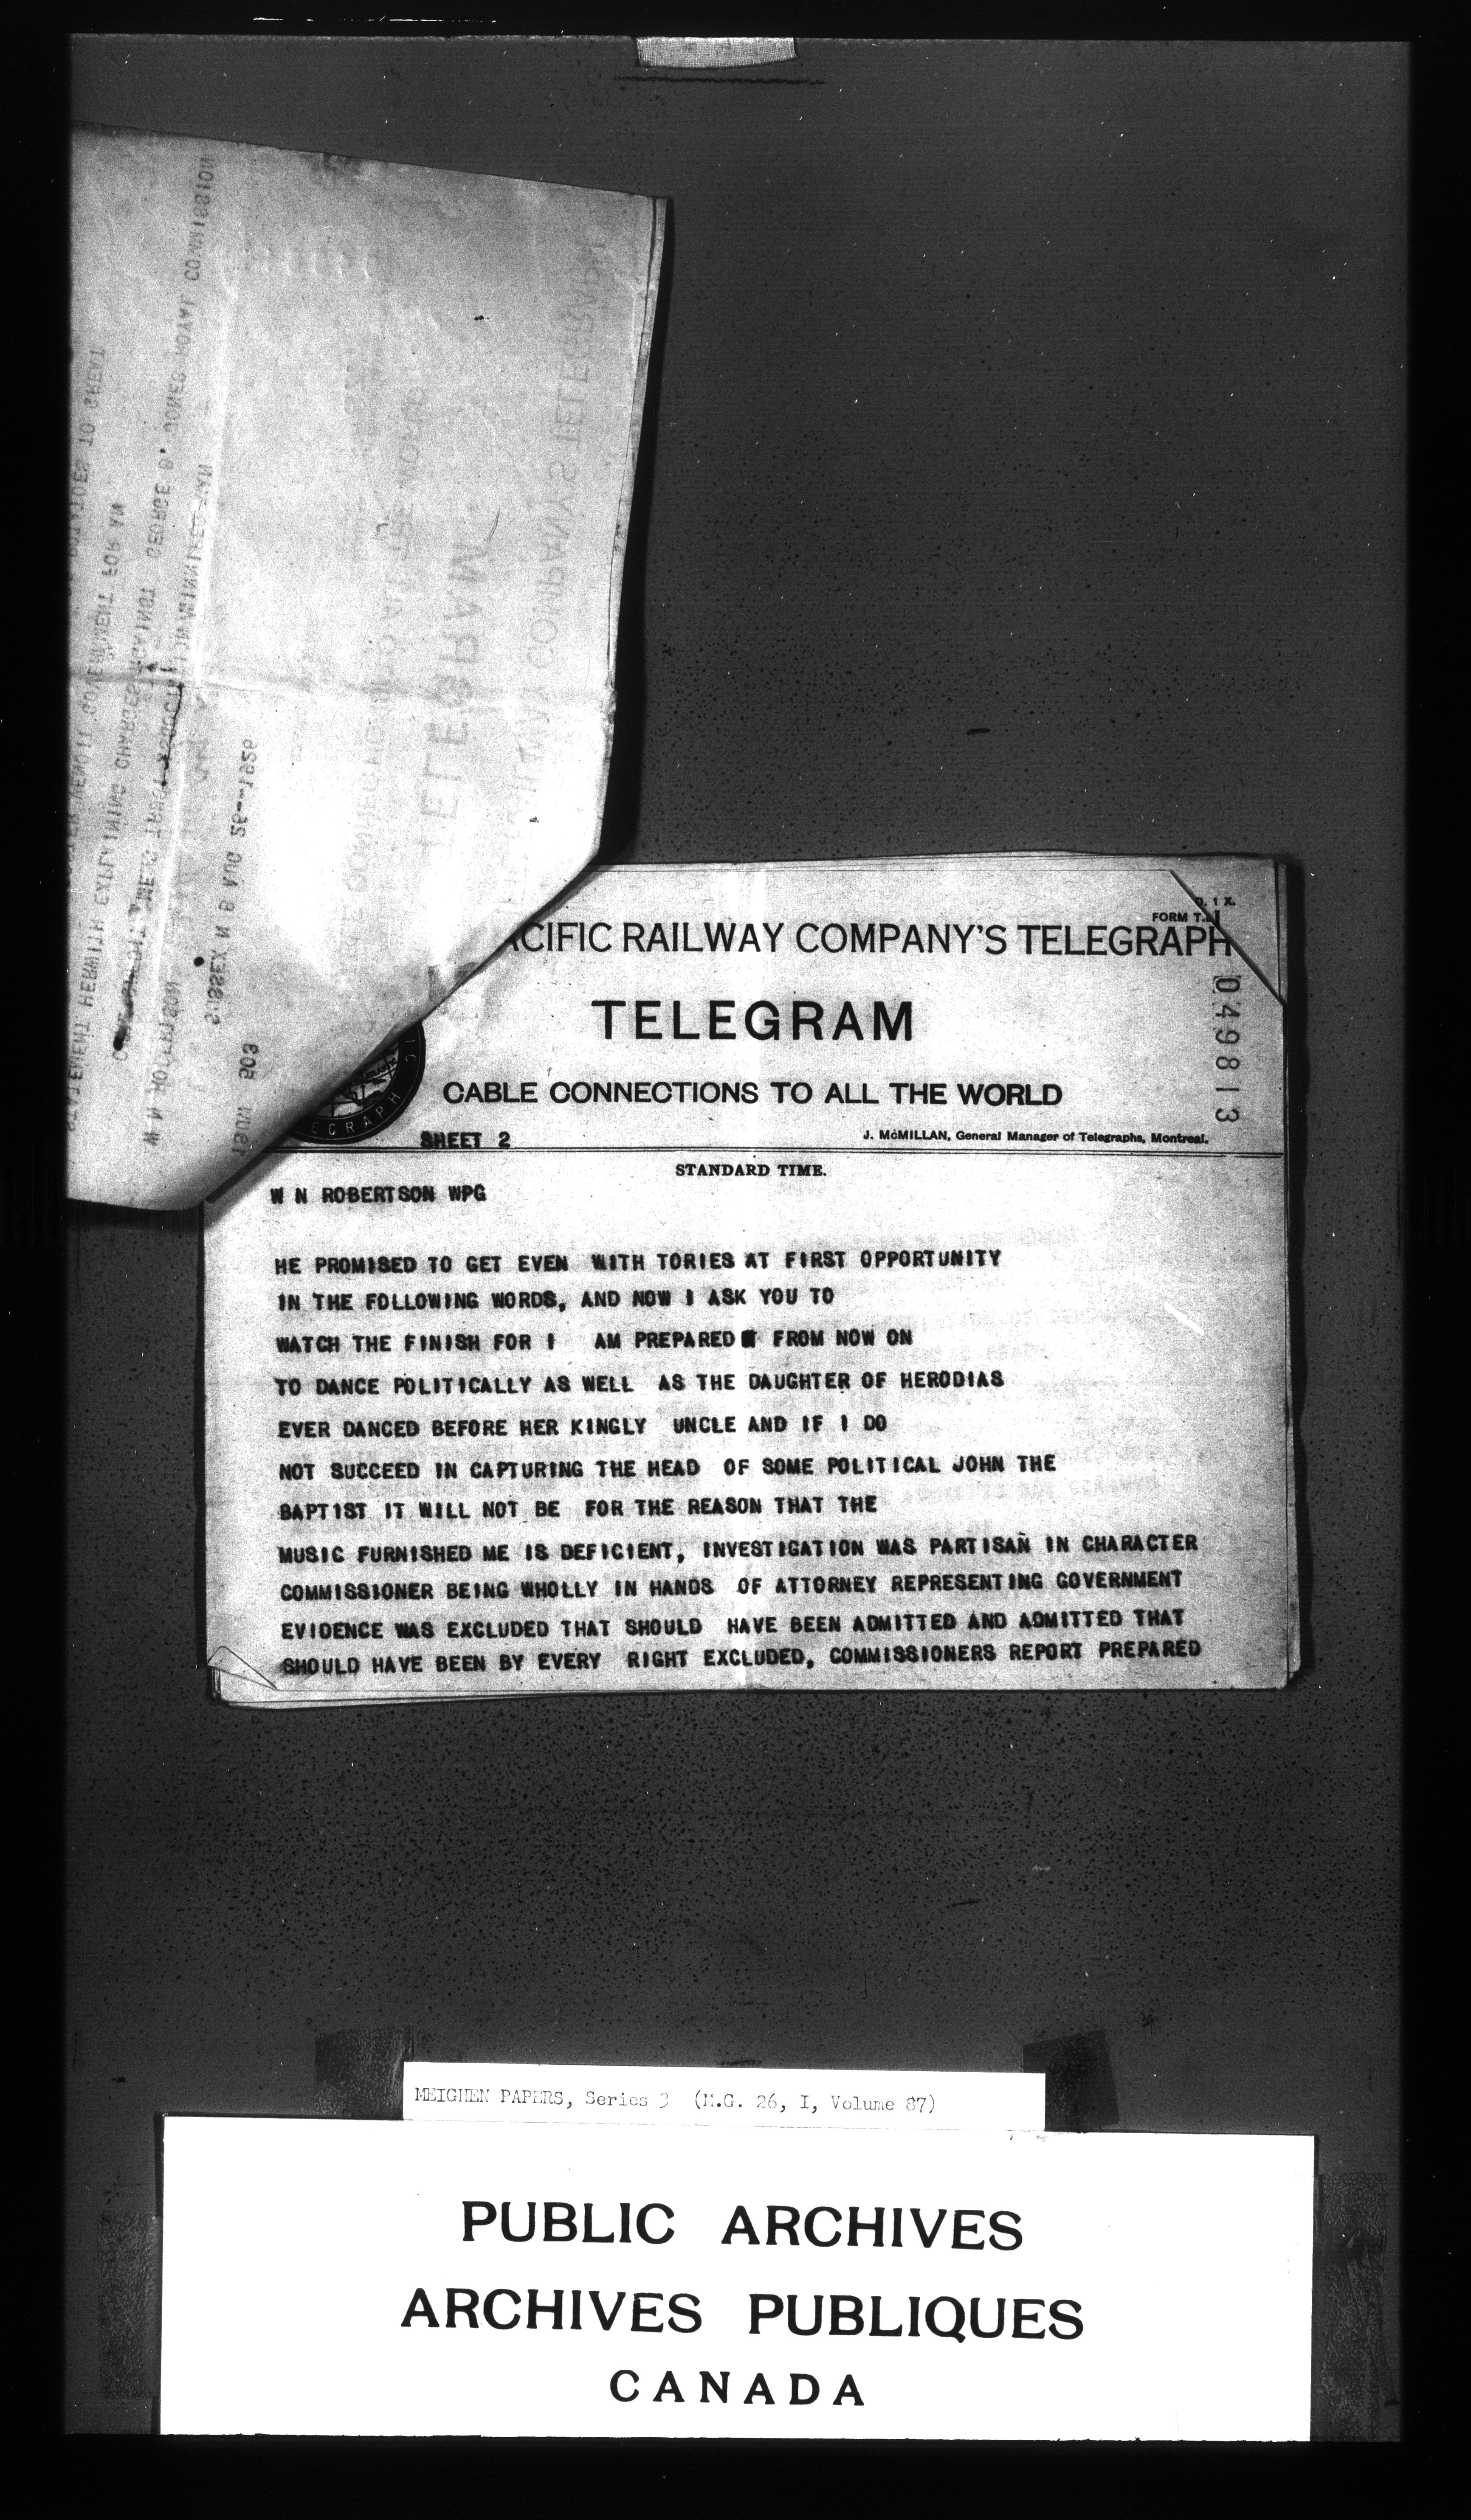 ACIFIC RAILWAY COMPANY'S TELEGRAPH
FORM T.
D. 1 X.
TELEGRAM
049813
CABLE CONNECTIONS TO ALL THE WORLD
SHEET 2
J. McMILLAN, General Manager of Telegraphs, Montreal.
STANDARD TIME.
W N ROBERTSON WPG
HE PROMISED TO GET EVEN WITH TORIES AT FIRST OPPORTUNITY
IN THE FOLLOWING WORDS, AND NOW I ASK YOU TO
WATCH THE FINISH FOR I AM PREPARED FROM NOW ON
TO DANCE POLITICALLY AS WELL AS THE DAUGHTER OF HERODIAS
EVER DANCED BEFORE HER KINGLY UNCLE AND IF I DO
NOT SUCCEED IN CAPTURING THE HEAD OF SOME POLITICAL JOHN THE
BAPTIST IT WILL NOT BE FOR THE REASON THAT THE
MUSIC FURNISHED ME IS DEFICIENT, INVESTIGATION WAS PARTISAN IN CHARACTER
COMMISSIONER BEING WHOLLY IN HANDS OF ATTORNEY REPRESENTING GOVERNMENT
EVIDENCE WAS EXCLUDED THAT SHOULD HAVE BEEN ADMITTED AND ADMITTED THAT
SHOULD HAVE BEEN BY EVERY RIGHT EXCLUDED, COMMISSIONERS REPORT PREPARED
MEIGHEN PAPERS, Series 3 (M.G. 26, I, Volume 87)
PUBLIC ARCHIVES
ARCHIVES PUBLIQUES
CANADA